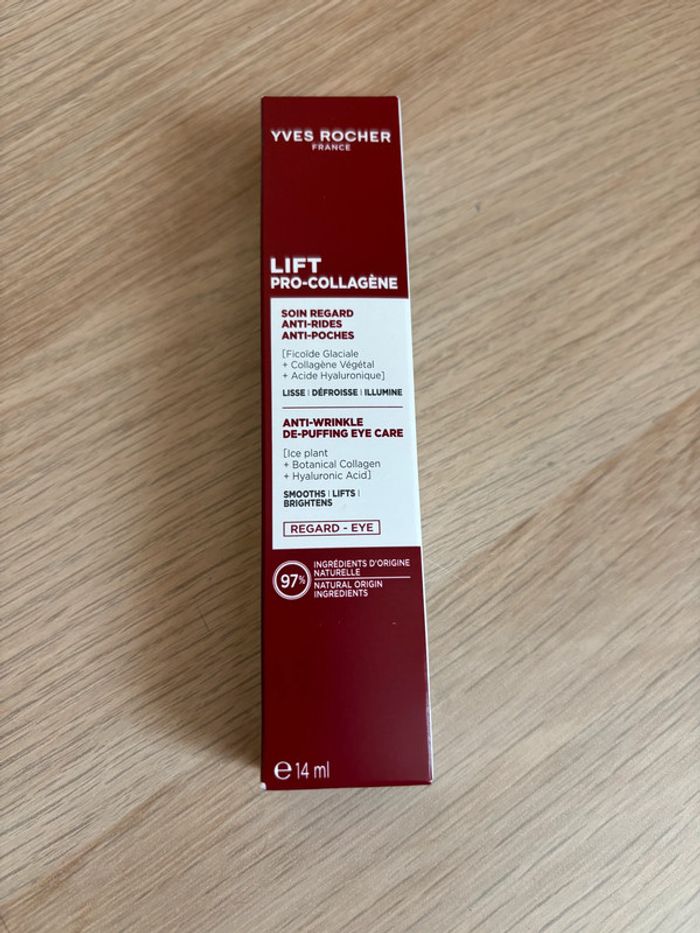 YVES ROCHER
FRANCE
LIFT
PRO-COLLAGÈNE
SOIN REGARD
ANTI-RIDES
ANTI-POCHES
[Ficoïde Glaciale
+ Collagène Végétal
+ Acide Hyaluronique]
LISSE | DÉFROISSE | ILLUMINE
ANTI-WRINKLE
DE-PUFFING EYE CARE
[Ice plant
+ Botanical Collagen
+ Hyaluronic Acid]
SMOOTHS | LIFTS |
BRIGHTENS
REGARD - EYE
97%
INGRÉDIENTS D'ORIGINE
NATURELLE
NATURAL ORIGIN
INGREDIENTS
℮ 14 ml